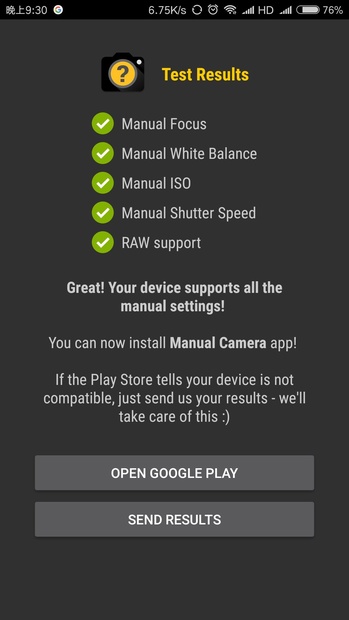 晚上9:30 6.75K/s HD 76%
Test Results
Manual Focus
Manual White Balance
Manual ISO
Manual Shutter Speed
RAW support
Great! Your device supports all the
manual settings!
You can now install Manual Camera app!
If the Play Store tells your device is not
compatible, just send us your results - we'll
take care of this :)
OPEN GOOGLE PLAY
SEND RESULTS